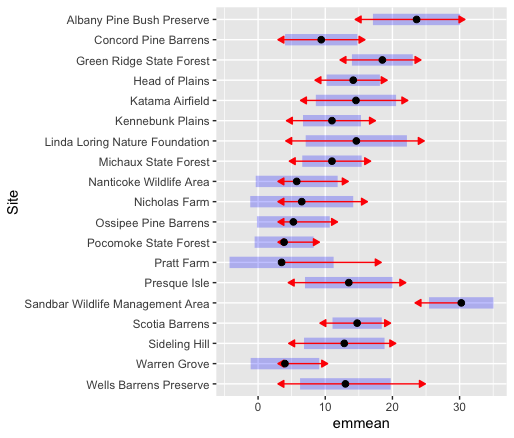 Albany Pine Bush Preserve
Concord Pine Barrens
Green Ridge State Forest
Head of Plains
Katama Airfield
Kennebunk Plains
Linda Loring Nature Foundation
Michaux State Forest
Nanticoke Wildlife Area
Nicholas Farm
Ossipee Pine Barrens
Pocomoke State Forest
Pratt Farm
Presque Isle
Sandbar Wildlife Management Area
Scotia Barrens
Sideling Hill
Warren Grove
Wells Barrens Preserve
Site
0 10 20 30
emmean